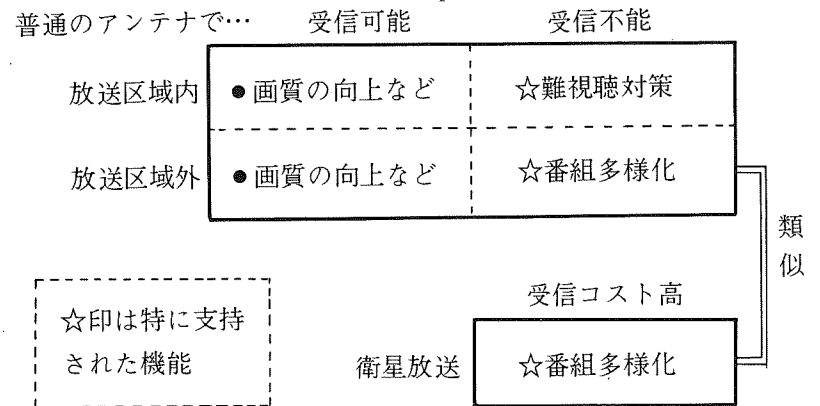 普通のアンテナで… 受信可能 受信不能
放送区域内 ●画質の向上など ☆難視聴対策
放送区域外 ●画質の向上など ☆番組多様化
類似
受信コスト高
☆印は特に支持
された機能
衛星放送 ☆番組多様化